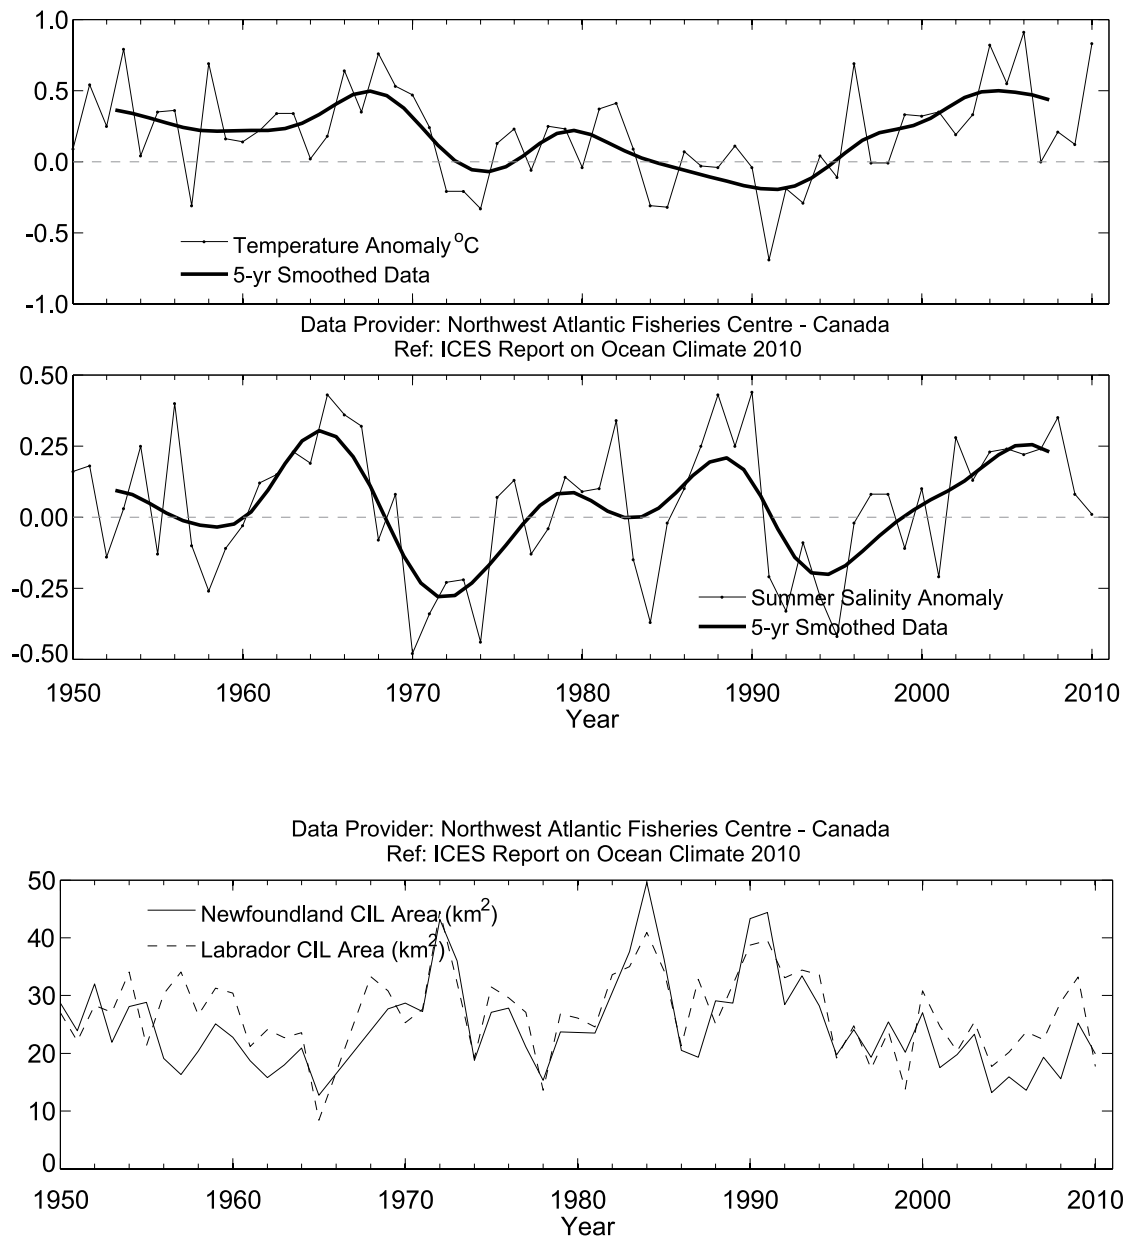 1.0
0.5
0.0
-0.5
-1.0
Temperature Anomaly °C
5-yr Smoothed Data
Data Provider: Northwest Atlantic Fisheries Centre - Canada
Ref: ICES Report on Ocean Climate 2010
0.50
0.25
0.00
-0.25
-0.50
Summer Salinity Anomaly
5-yr Smoothed Data
1950 1960 1970 1980 1990 2000 2010
Year
Data Provider: Northwest Atlantic Fisheries Centre - Canada
Ref: ICES Report on Ocean Climate 2010
50
40
30
20
10
0
Newfoundland CIL Area (km²)
Labrador CIL Area (km²)
1950 1960 1970 1980 1990 2000 2010
Year